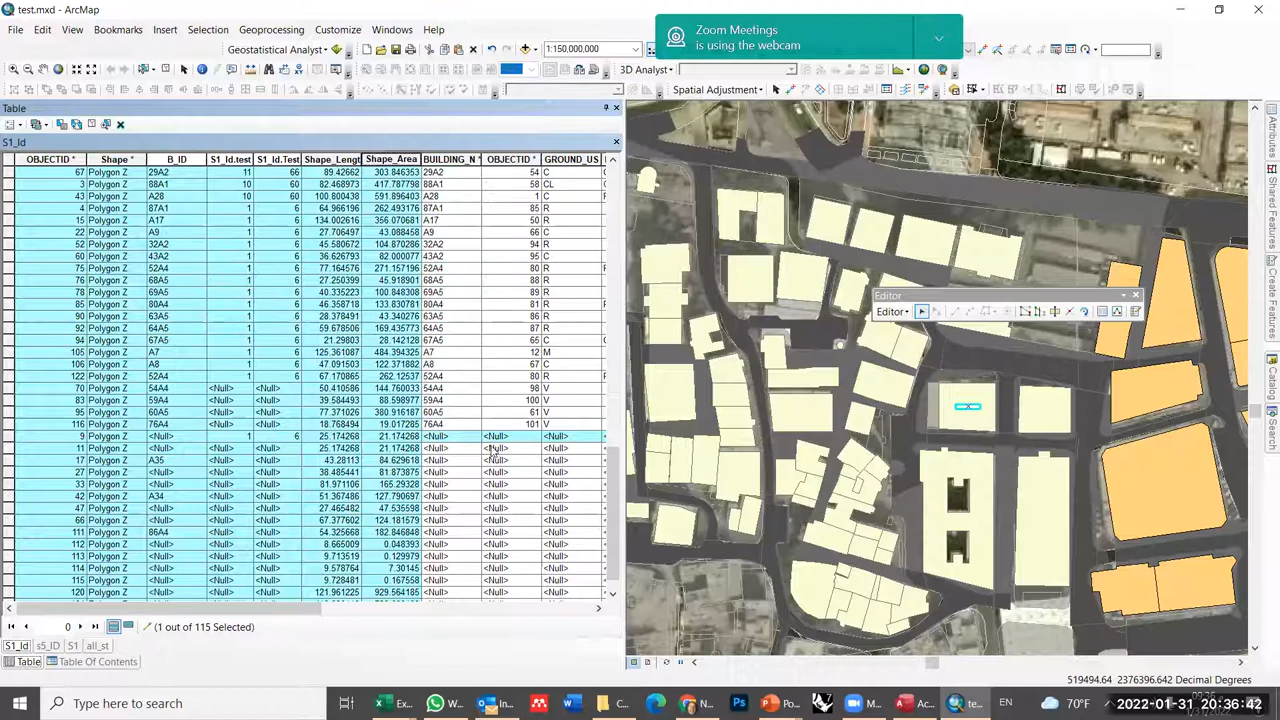 test.mxd - ArcMap
Zoom Meetings
is using the webcam
File Edit View Bookmarks Insert Selection Geoprocessing Customize Windows Help
Geostatistical Analyst 1:150,000,000
3D Analyst
Spatial Adjustment
Table
S1_Id
OBJECTID * Shape * B_ID S1_Id.test S1_Id.Test Shape_Lengt Shape_Area BUILDING_N * OBJECTID * GROUND_US
67 Polygon Z 29A2 11 66 89.42662 303.846353 29A2 54 C
3 Polygon Z 88A1 10 60 82.468973 417.787798 88A1 58 CL
43 Polygon Z A28 10 60 100.804808 591.896403 A28 1 C
4 Polygon Z 87A1 1 6 64.966196 262.493176 87A1 85 R
15 Polygon Z A17 1 6 134.002616 356.070681 A17 50 R
22 Polygon Z A9 1 6 27.706497 43.088458 A9 66 C
52 Polygon Z 32A2 1 6 45.580672 104.870286 32A2 94 R
60 Polygon Z 43A2 1 6 36.626793 82.000077 43A2 95 C
75 Polygon Z 52A4 1 6 77.164576 271.157196 52A4 80 R
76 Polygon Z 68A5 1 6 27.250399 45.918901 68A5 88 R
78 Polygon Z 69A5 1 6 40.335223 100.848308 69A5 89 R
85 Polygon Z 80A4 1 6 46.358718 133.830781 80A4 81 R
90 Polygon Z 63A5 1 6 28.378491 43.340276 63A5 86 R
92 Polygon Z 64A5 1 6 59.678506 169.435773 64A5 87 R
94 Polygon Z 67A5 1 6 21.29803 28.142128 67A5 65 C
105 Polygon Z A7 1 6 125.361087 484.394325 A7 12 M
106 Polygon Z A8 1 6 47.091503 122.371882 A8 67 C
122 Polygon Z 52A4 1 6 67.170865 262.12537 52A4 80 R
70 Polygon Z 54A4 <Null> <Null> 50.410586 144.760033 54A4 98 V
83 Polygon Z 59A4 <Null> <Null> 39.584493 88.598977 59A4 100 V
95 Polygon Z 60A5 <Null> <Null> 77.371026 380.916187 60A5 61 V
116 Polygon Z 76A4 <Null> <Null> 18.768494 19.017285 76A4 101 V
9 Polygon Z <Null> 1 6 25.174268 21.174268 <Null> <Null> <Null>
11 Polygon Z <Null> <Null> <Null> 25.174268 21.174268 <Null> <Null> <Null>
17 Polygon Z A35 <Null> <Null> 43.28113 84.629618 <Null> <Null> <Null>
27 Polygon Z <Null> <Null> <Null> 38.485441 81.873875 <Null> <Null> <Null>
33 Polygon Z <Null> <Null> <Null> 81.971106 165.29328 <Null> <Null> <Null>
42 Polygon Z A34 <Null> <Null> 51.367486 127.790697 <Null> <Null> <Null>
47 Polygon Z <Null> <Null> <Null> 27.465482 47.535598 <Null> <Null> <Null>
66 Polygon Z <Null> <Null> <Null> 67.377602 124.181579 <Null> <Null> <Null>
111 Polygon Z 86A4 <Null> <Null> 54.325668 182.846848 <Null> <Null> <Null>
112 Polygon Z <Null> <Null> <Null> 8.665009 0.048393 <Null> <Null> <Null>
113 Polygon Z <Null> <Null> <Null> 9.713519 0.129979 <Null> <Null> <Null>
114 Polygon Z <Null> <Null> <Null> 9.578764 7.30145 <Null> <Null> <Null>
115 Polygon Z <Null> <Null> <Null> 9.728481 0.167558 <Null> <Null> <Null>
120 Polygon Z <Null> <Null> <Null> 121.961225 929.564185 <Null> <Null> <Null>
0 (1 out of 115 Selected)
S1_Id s5_ID S1 all_st
Table Table Of Contents
Editor
Editor
Attributes
Shared Features
Create Features
Catalog
Search
519494.64 2376396.642 Decimal Degrees
Type here to search
Ex... W... In... W... C... N... Po... M... Ac... te...
EN 70°F
2022-01-31 20:36:42